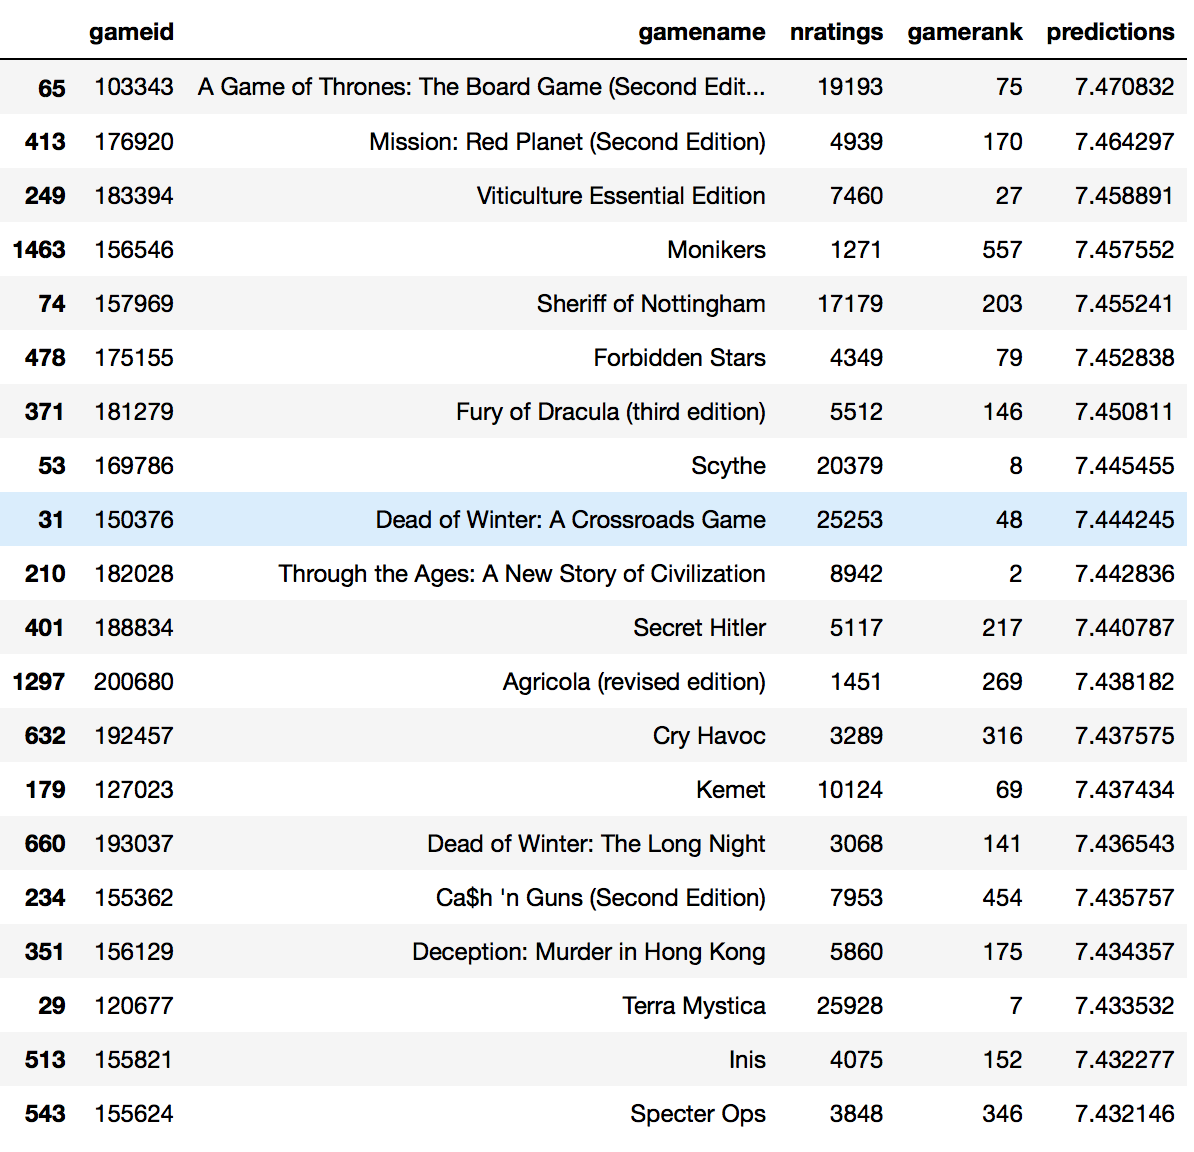 gameid gamename nratings gamerank predictions
65 103343 A Game of Thrones: The Board Game (Second Edit... 19193 75 7.470832
413 176920 Mission: Red Planet (Second Edition) 4939 170 7.464297
249 183394 Viticulture Essential Edition 7460 27 7.458891
1463 156546 Monikers 1271 557 7.457552
74 157969 Sheriff of Nottingham 17179 203 7.455241
478 175155 Forbidden Stars 4349 79 7.452838
371 181279 Fury of Dracula (third edition) 5512 146 7.450811
53 169786 Scythe 20379 8 7.445455
31 150376 Dead of Winter: A Crossroads Game 25253 48 7.444245
210 182028 Through the Ages: A New Story of Civilization 8942 2 7.442836
401 188834 Secret Hitler 5117 217 7.440787
1297 200680 Agricola (revised edition) 1451 269 7.438182
632 192457 Cry Havoc 3289 316 7.437575
179 127023 Kemet 10124 69 7.437434
660 193037 Dead of Winter: The Long Night 3068 141 7.436543
234 155362 Ca$h 'n Guns (Second Edition) 7953 454 7.435757
351 156129 Deception: Murder in Hong Kong 5860 175 7.434357
29 120677 Terra Mystica 25928 7 7.433532
513 155821 Inis 4075 152 7.432277
543 155624 Specter Ops 3848 346 7.432146